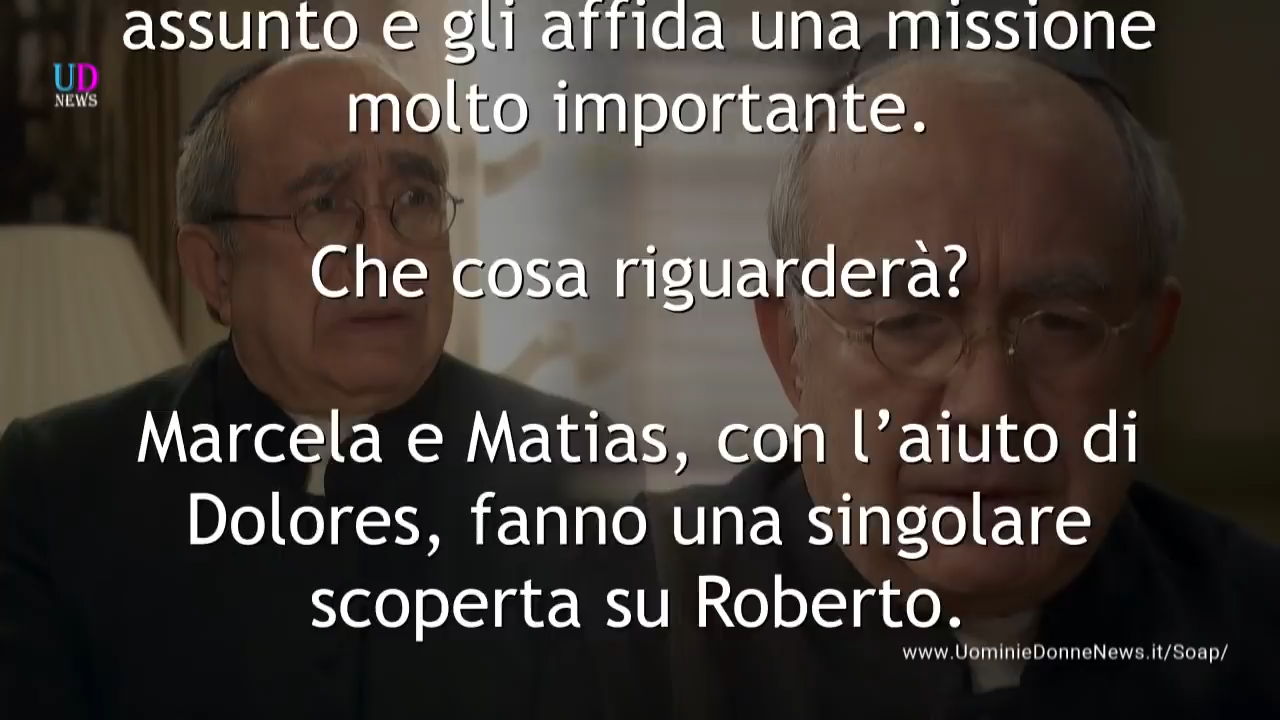 assunto e gli affida una missione
UD
NEWS
molto importante.
Che cosa riguarderà?
Marcela e Matias, con l’aiuto di
Dolores, fanno una singolare
scoperta su Roberto.
www.UominieDonneNews.it/Soap/